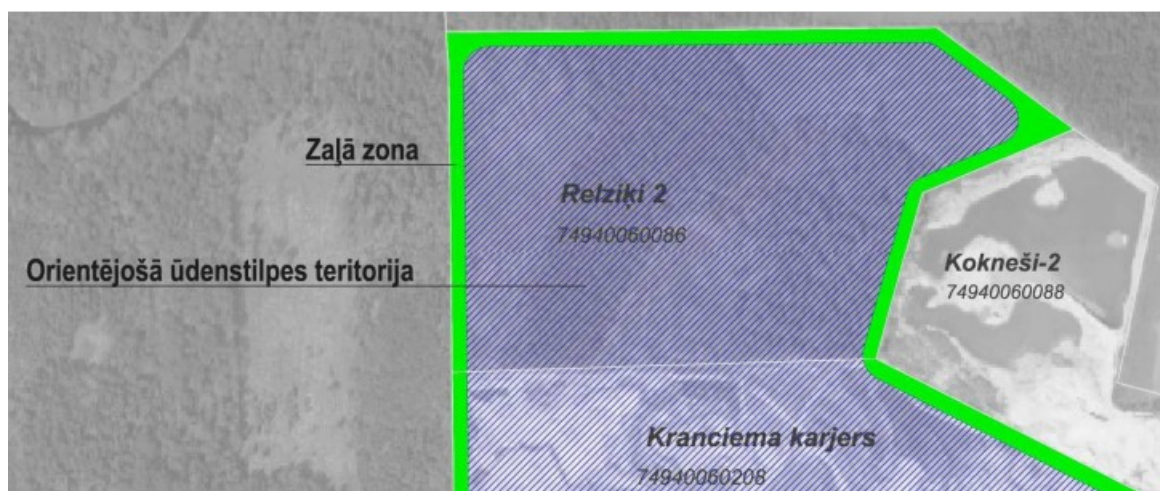 Zaļā zona
Relziķi 2
74940060086
Orientējošā ūdenstilpes teritorija
Kokneši-2
74940060088
Kranciema karjers
74940060208